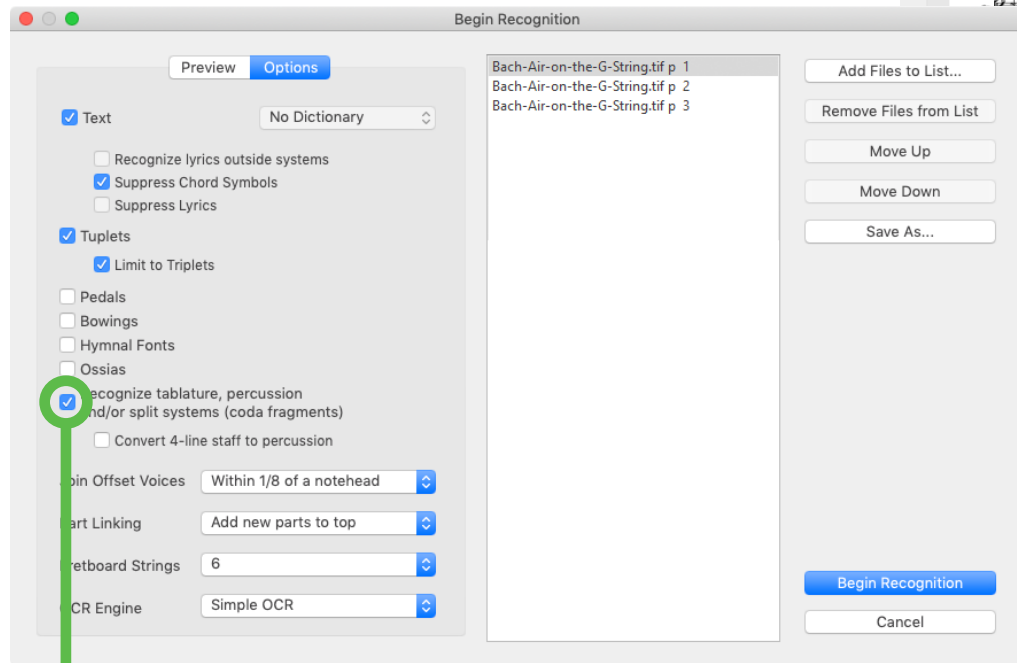 Begin Recognition
Preview Options
Text No Dictionary
Recognize lyrics outside systems
Suppress Chord Symbols
Suppress Lyrics
Tuplets
Limit to Triplets
Pedals
Bowings
Hymnal Fonts
Ossias
ecognize tablature, percussion
nd/or split systems (coda fragments)
Convert 4-line staff to percussion
oin Offset Voices Within 1/8 of a notehead
art Linking Add new parts to top
retboard Strings 6
CR Engine Simple OCR
Bach-Air-on-the-G-String.tif p 1
Bach-Air-on-the-G-String.tif p 2
Bach-Air-on-the-G-String.tif p 3
Add Files to List...
Remove Files from List
Move Up
Move Down
Save As...
Begin Recognition
Cancel